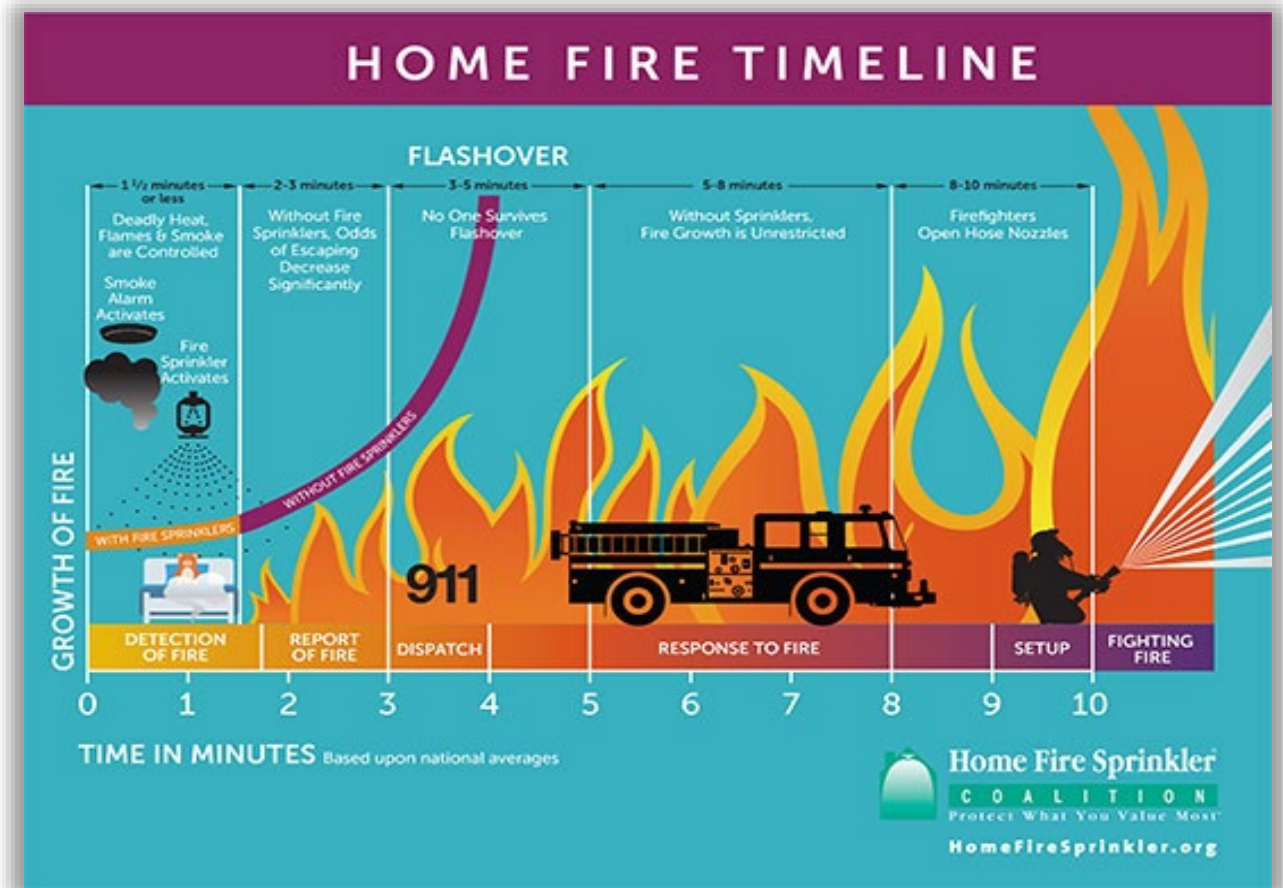 HOME FIRE TIMELINE
FLASHOVER
1 1/2 minutes
or less
Deadly Heat,
Flames & Smoke
are Controlled
Smoke
Alarm
Activates
Fire
Sprinkler
Activates
2-3 minutes
Without Fire
Sprinklers, Odds
of Escaping
Decrease
Significantly
3-5 minutes
No One Survives
Flashover
5-8 minutes
Without Sprinklers,
Fire Growth is Unrestricted
8-10 minutes
Firefighters
Open Hose Nozzles
GROWTH OF FIRE
WITH FIRE SPRINKLERS
WITHOUT FIRE SPRINKLERS
911
DETECTION
OF FIRE
REPORT
OF FIRE
DISPATCH
RESPONSE TO FIRE
SETUP
FIGHTING
FIRE
0 1 2 3 4 5 6 7 8 9 10
TIME IN MINUTES Based upon national averages
Home Fire Sprinkler
COALITION
Protect What You Value Most
HomeFireSprinkler.org